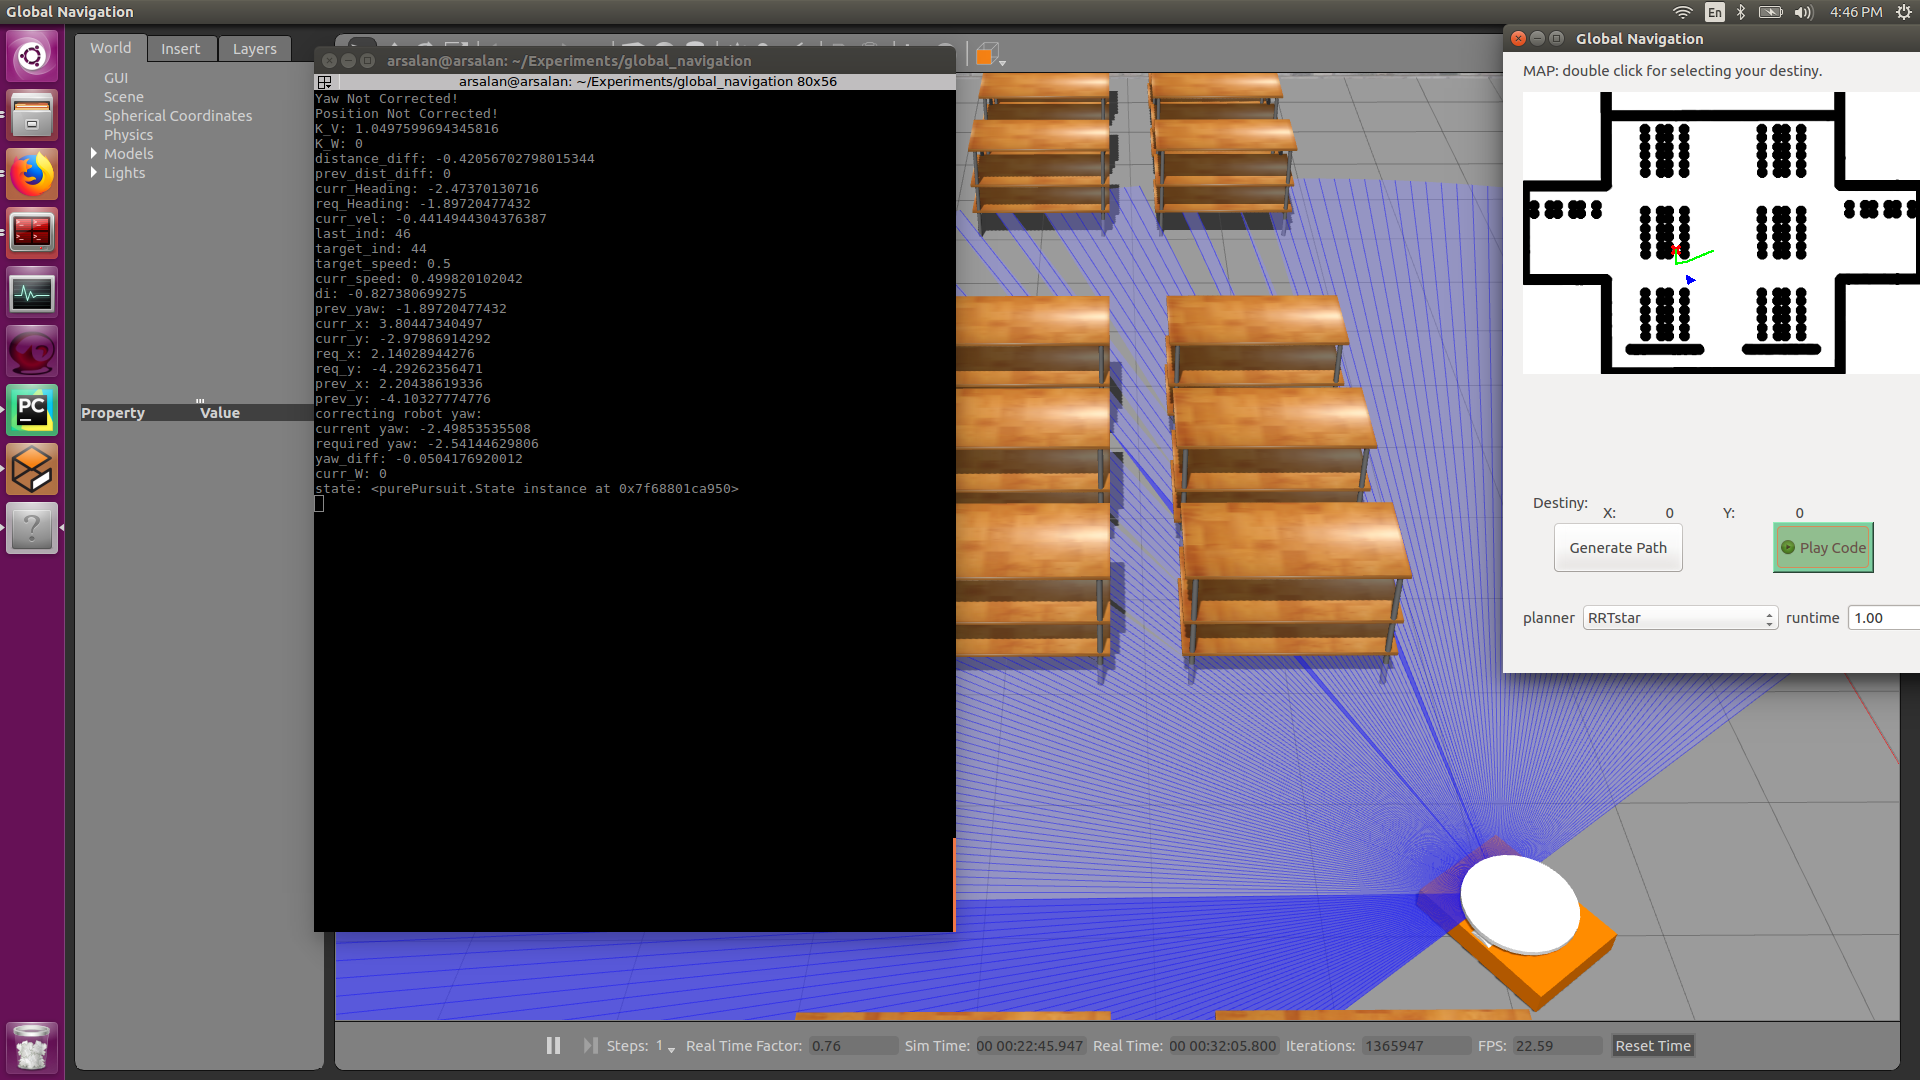 Global Navigation
En
4:46 PM
World
Insert
Layers
GUI
Scene
Spherical Coordinates
Physics
Models
Lights
Property
Value
PC
arsalan@arsalan: ~/Experiments/global_navigation
arsalan@arsalan: ~/Experiments/global_navigation 80x56
Yaw Not Corrected!
Position Not Corrected!
K_V: 1.0497599694345816
K_W: 0
distance_diff: -0.42056702798015344
prev_dist_diff: 0
curr_Heading: -2.47370130716
req_Heading: -1.89720477432
curr_vel: -0.4414944304376387
last_ind: 46
target_ind: 44
target_speed: 0.5
curr_speed: 0.499820102042
di: -0.827380699275
prev_yaw: -1.89720477432
curr_x: 3.80447340497
curr_y: -2.97986914292
req_x: 2.14028944276
req_y: -4.29262356471
prev_x: 2.20438619336
prev_y: -4.10327774776
correcting robot yaw:
current yaw: -2.49853535508
required yaw: -2.54144629806
yaw_diff: -0.0504176920012
curr_W: 0
state: <purePursuit.State instance at 0x7f68801ca950>
Global Navigation
MAP: double click for selecting your destiny.
Destiny:
X: 0 Y: 0
Generate Path
Play Code
planner RRTstar runtime 1.00
Steps: 1 Real Time Factor: 0.76 Sim Time: 00 00:22:45.947 Real Time: 00 00:32:05.800 Iterations: 1365947 FPS: 22.59 Reset Time